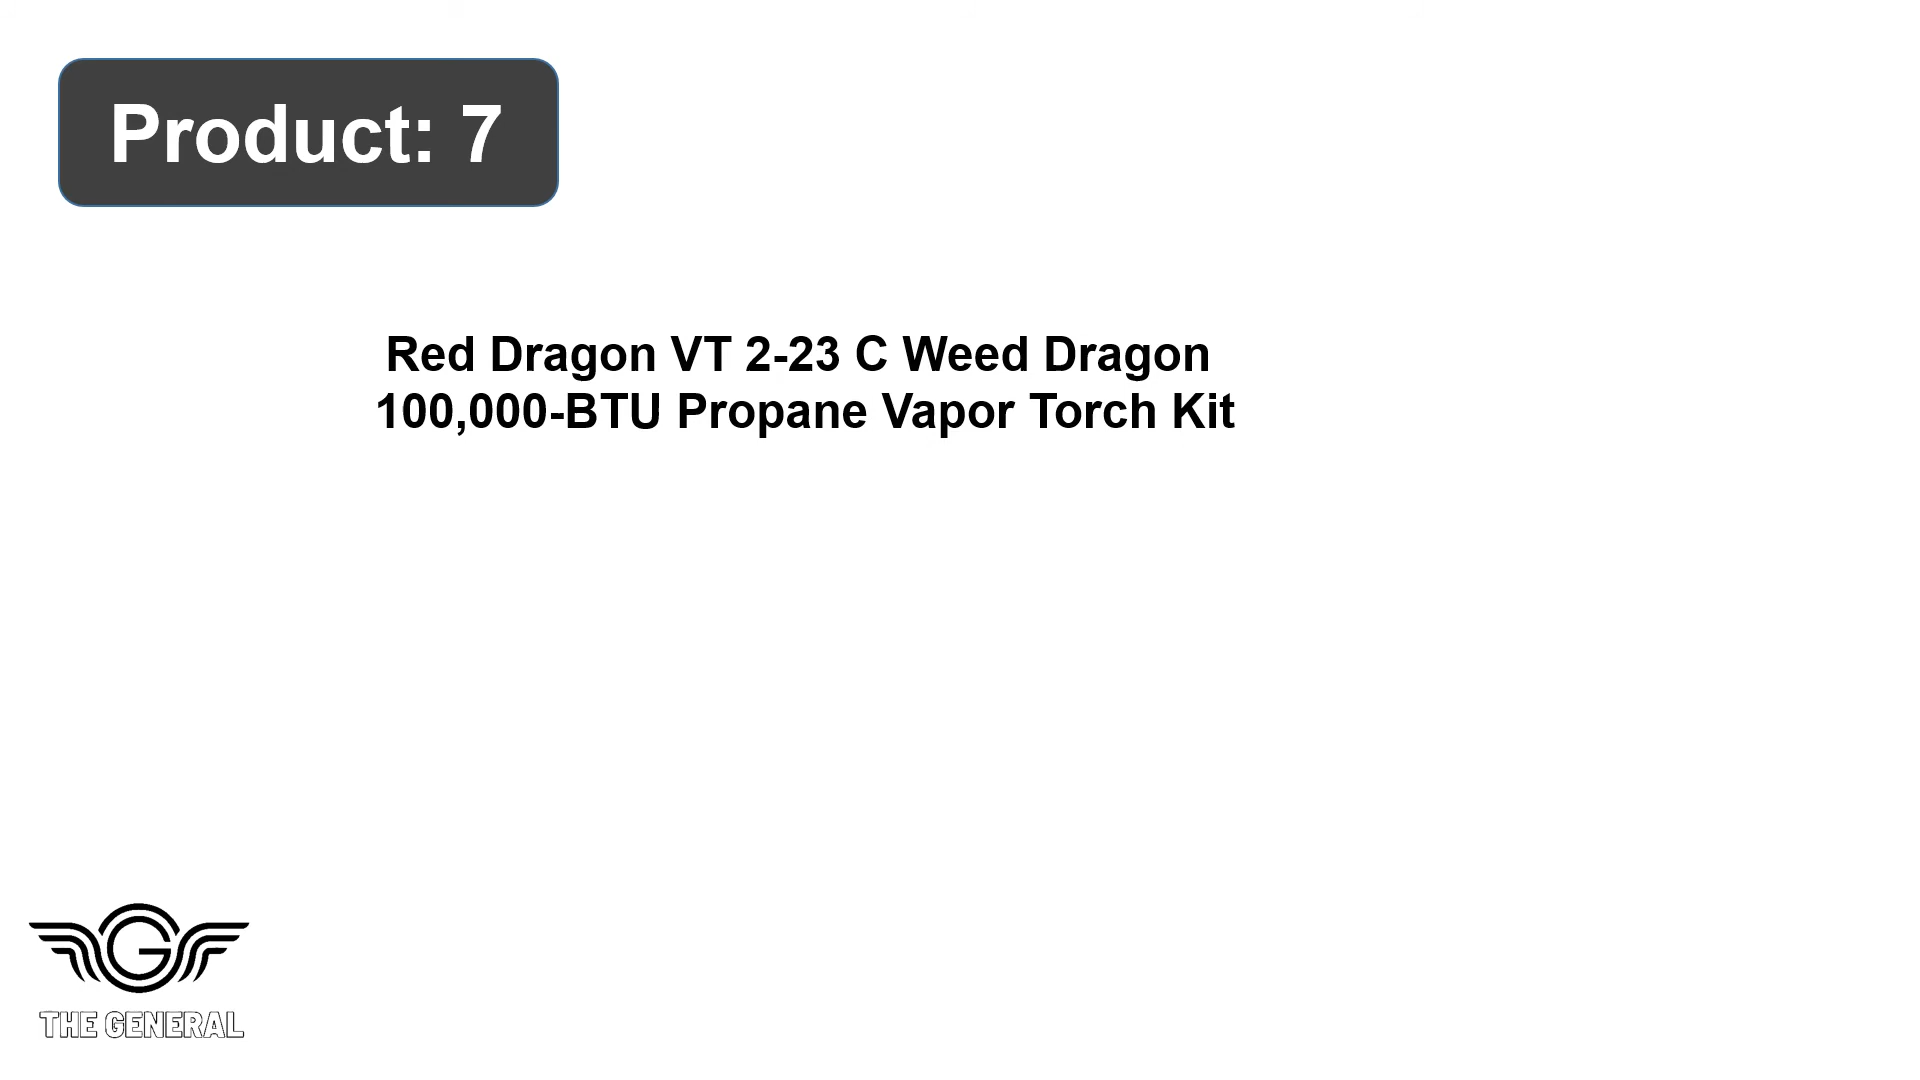 Product: 7
Red Dragon VT 2-23 C Weed Dragon
100,000-BTU Propane Vapor Torch Kit
G
THE GENERAL